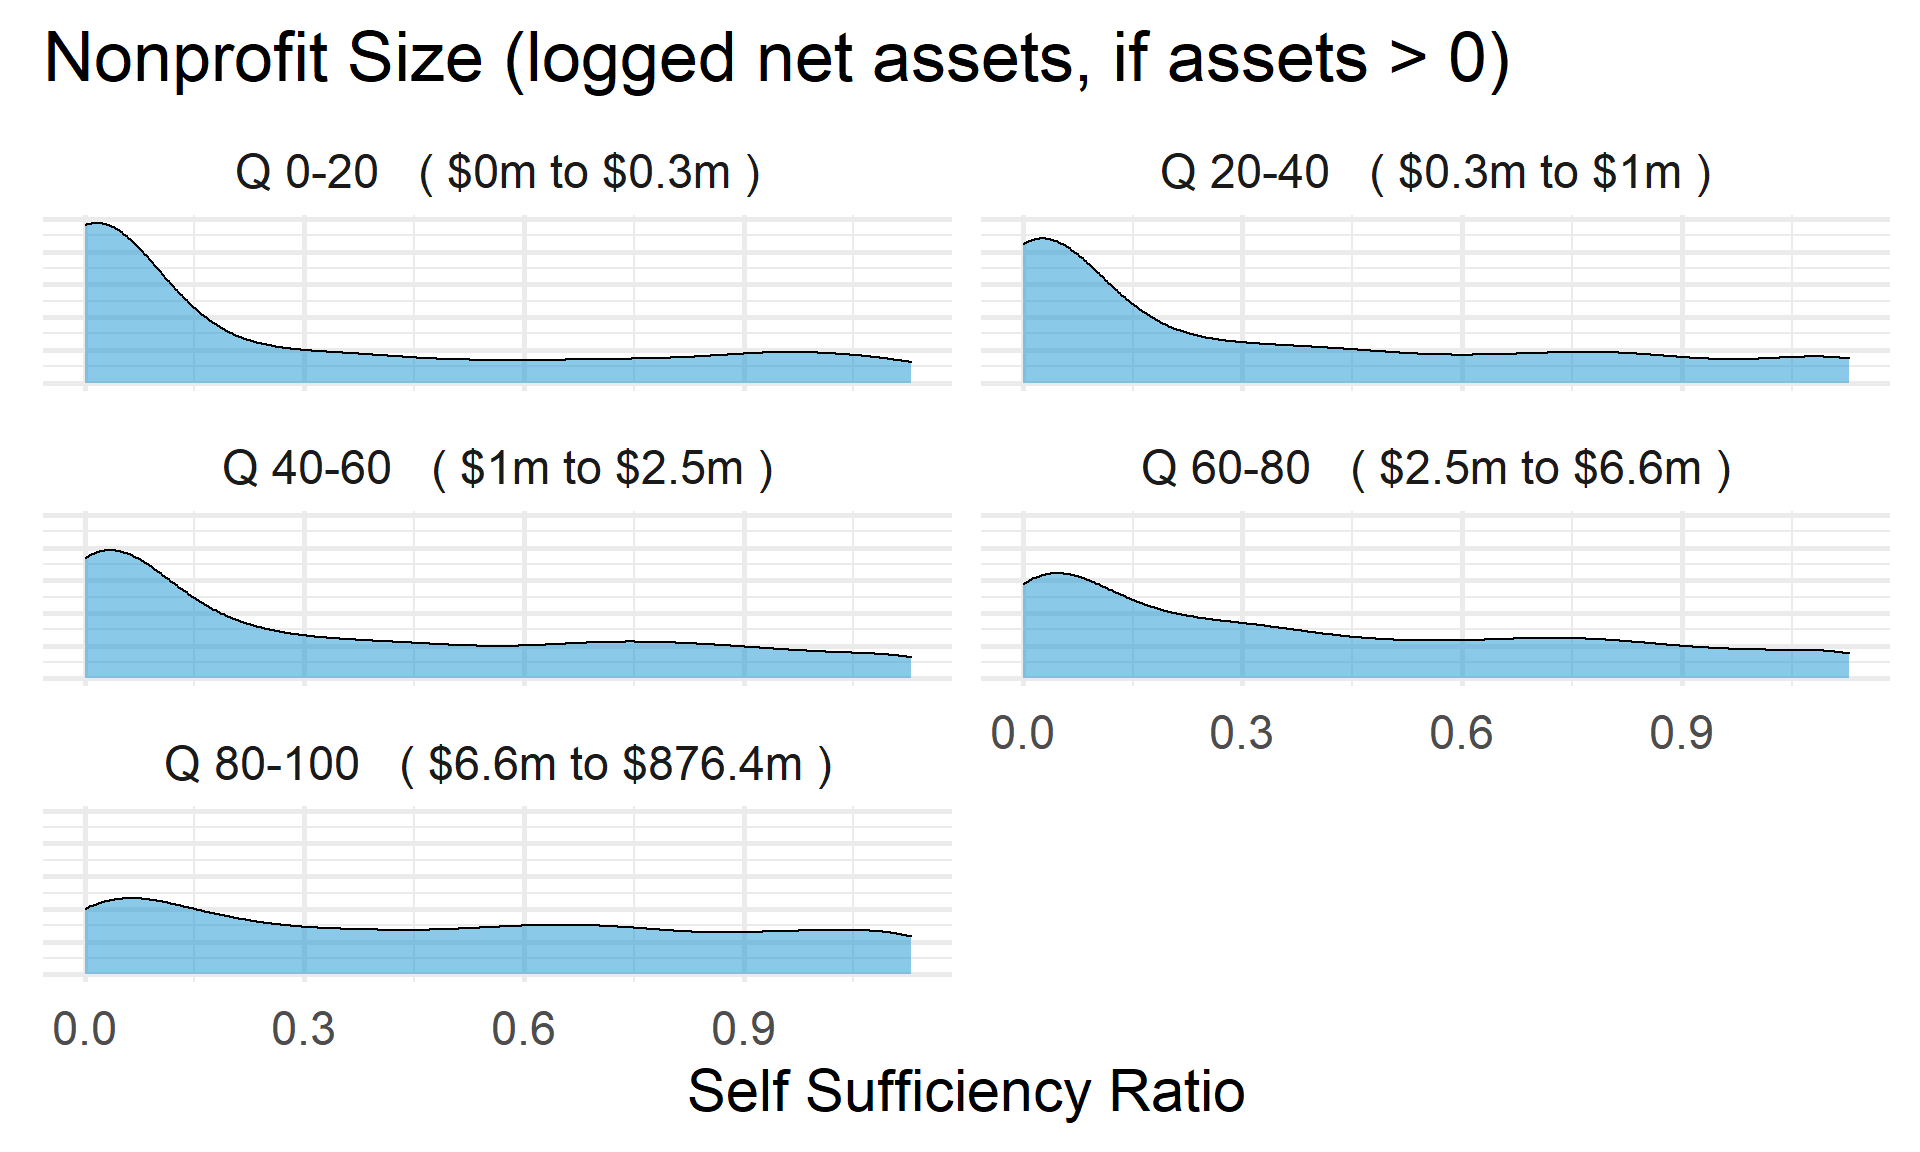 Nonprofit Size (logged net assets, if assets > 0)
Q 0-20 ( $0m to $0.3m )
Q 20-40 ( $0.3m to $1m )
Q 40-60 ( $1m to $2.5m )
Q 60-80 ( $2.5m to $6.6m )
0.0 0.3 0.6 0.9
Q 80-100 ( $6.6m to $876.4m )
0.0 0.3 0.6 0.9
Self Sufficiency Ratio